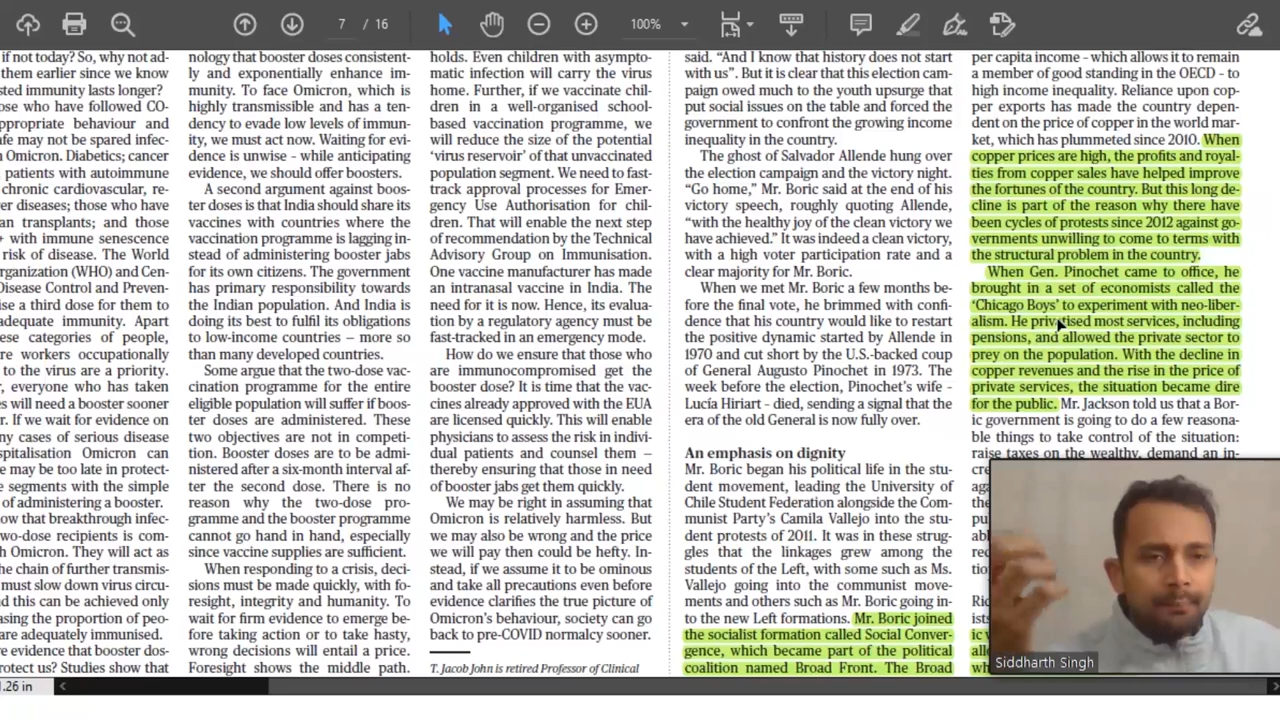 7 / 16
100%
if not today? So, why not ad-
them earlier since we know
sted immunity lasts longer?
ose who have followed CO-
appropriate behaviour and
afe may not be spared infec-
Omicron. Diabetics; cancer
patients with autoimmune
chronic cardiovascular, re-
er diseases; those who have
an transplants; and those
+ with immune senescence
risk of disease. The World
rganization (WHO) and Cen-
Disease Control and Preven-
ise a third dose for them to
adequate immunity. Apart
ese categories of people,
re workers occupationally
to the virus are a priority.
, everyone who has taken
s will need a booster sooner
r. If we wait for evidence on
ny cases of serious disease
spitalisation Omicron can
may be too late in protect-
e segments with the simple
of administering a booster.
ow that breakthrough infec-
two-dose recipients is com-
h Omicron. They will act as
he chain of further transmis-
must slow down virus circu-
d this can be achieved only
asing the proportion of peo-
are adequately immunised.
e evidence that booster dos-
rotect us? Studies show that
nology that booster doses consistent-
ly and exponentially enhance im-
munity. To face Omicron, which is
highly transmissible and has a ten-
dency to evade low levels of immun-
ity, we must act now. Waiting for evi-
dence is unwise - while anticipating
evidence, we should offer boosters.
A second argument against boos-
ter doses is that India should share its
vaccines with countries where the
vaccination programme is lagging in-
stead of administering booster jabs
for its own citizens. The government
has primary responsibility towards
the Indian population. And India is
doing its best to fulfil its obligations
to low-income countries – more so
than many developed countries.
Some argue that the two-dose vac-
cination programme for the entire
eligible population will suffer if boos-
ter doses are administered. These
two objectives are not in competi-
tion. Booster doses are to be admi-
nistered after a six-month interval af-
ter the second dose. There is no
reason why the two-dose pro-
gramme and the booster programme
cannot go hand in hand, especially
since vaccine supplies are sufficient.
When responding to a crisis, deci-
sions must be made quickly, with fo-
resight, integrity and humanity. To
wait for firm evidence to emerge be-
fore taking action or to take hasty,
wrong decisions will entail a price.
Foresight shows the middle path.
holds. Even children with asympto-
matic infection will carry the virus
home. Further, if we vaccinate chil-
dren in a well-organised school-
based vaccination programme, we
will reduce the size of the potential
‘virus reservoir’ of that unvaccinated
population segment. We need to fast-
track approval processes for Emer-
gency Use Authorisation for chil-
dren. That will enable the next step
of recommendation by the Technical
Advisory Group on Immunisation.
One vaccine manufacturer has made
an intranasal vaccine in India. The
need for it is now. Hence, its evalua-
tion by a regulatory agency must be
fast-tracked in an emergency mode.
How do we ensure that those who
are immunocompromised get the
booster dose? It is time that the vac-
cines already approved with the EUA
are licensed quickly. This will enable
physicians to assess the risk in indivi-
dual patients and counsel them –
thereby ensuring that those in need
of booster jabs get them quickly.
We may be right in assuming that
Omicron is relatively harmless. But
we may also be wrong and the price
we will pay then could be hefty. In-
stead, if we assume it to be ominous
and take all precautions even before
evidence clarifies the true picture of
Omicron's behaviour, society can go
back to pre-COVID normalcy sooner.
T. Jacob John is retired Professor of Clinical
said. “And I know that history does not start
with us”. But it is clear that this election cam-
paign owed much to the youth upsurge that
put social issues on the table and forced the
government to confront the growing income
inequality in the country.
The ghost of Salvador Allende hung over
the election campaign and the victory night.
“Go home,” Mr. Boric said at the end of his
victory speech, roughly quoting Allende,
“with the healthy joy of the clean victory we
have achieved.” It was indeed a clean victory,
with a high voter participation rate and a
clear majority for Mr. Boric.
When we met Mr. Boric a few months be-
fore the final vote, he brimmed with confi-
dence that his country would like to restart
the positive dynamic started by Allende in
1970 and cut short by the U.S.-backed coup
of General Augusto Pinochet in 1973. The
week before the election, Pinochet's wife -
Lucía Hiriart - died, sending a signal that the
era of the old General is now fully over.
An emphasis on dignity
Mr. Boric began his political life in the stu-
dent movement, leading the University of
Chile Student Federation alongside the Com-
munist Party's Camila Vallejo into the stu-
dent protests of 2011. It was in these strug-
gles that the linkages grew among the
students of the Left, with some such as Ms.
Vallejo going into the communist move-
ments and others such as Mr. Boric going in-
to the new Left formations. Mr. Boric joined
the socialist formation called Social Conver-
gence, which became part of the political
coalition named Broad Front. The Broad
per capita income - which allows it to remain
a member of good standing in the OECD - to
high income inequality. Reliance upon cop-
per exports has made the country depen-
dent on the price of copper in the world mar-
ket, which has plummeted since 2010. When
copper prices are high, the profits and royal-
ties from copper sales have helped improve
the fortunes of the country. But this long de-
cline is part of the reason why there have
been cycles of protests since 2012 against go-
vernments unwilling to come to terms with
the structural problem in the country.
When Gen. Pinochet came to office, he
brought in a set of economists called the
‘Chicago Boys’ to experiment with neo-liber-
alism. He privatised most services, including
pensions, and allowed the private sector to
prey on the population. With the decline in
copper revenues and the rise in the price of
private services, the situation became dire
for the public. Mr. Jackson told us that a Bor-
ic government is going to do a few reasona-
ble things to take control of the situation:
raise taxes on the wealthy, demand an in-
Siddharth Singh
1.26 in